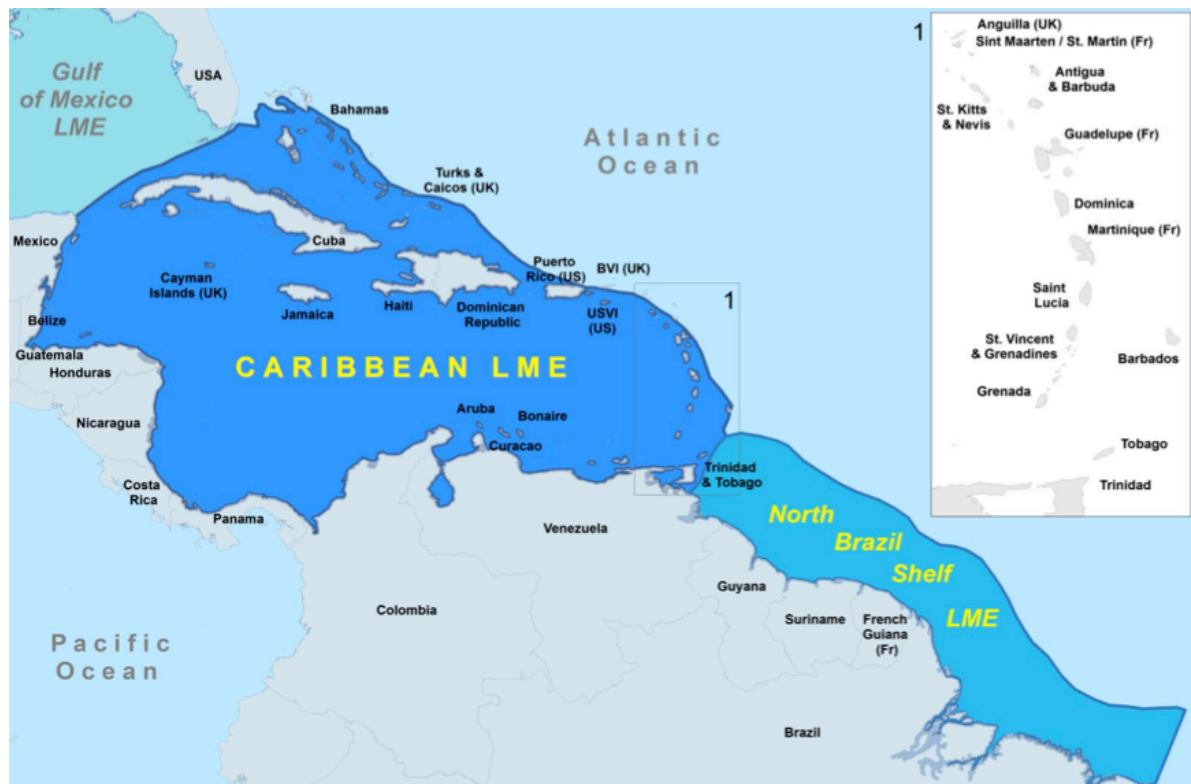 Gulf
of Mexico
LME
USA
Bahamas
Atlantic
Ocean
Turks &
Caicos (UK)
Mexico
Cuba
Cayman
Islands (UK)
Jamaica
Haiti
Dominican
Republic
Puerto
Rico (US)
BVI (UK)
USVI
(US)
1
Belize
Guatemala
Honduras
CARIBBEAN LME
Nicaragua
Aruba
Bonaire
Curacao
Costa
Rica
Panama
Trinidad
& Tobago
Venezuela
North
Brazil
Shelf
LME
Guyana
Suriname
French
Guiana
(Fr)
Colombia
Pacific
Ocean
Brazil
1
Anguilla (UK)
Sint Maarten / St. Martin (Fr)
Antigua
& Barbuda
St. Kitts
& Nevis
Guadelupe (Fr)
Dominica
Martinique (Fr)
Saint
Lucia
St. Vincent
& Grenadines
Barbados
Grenada
Tobago
Trinidad